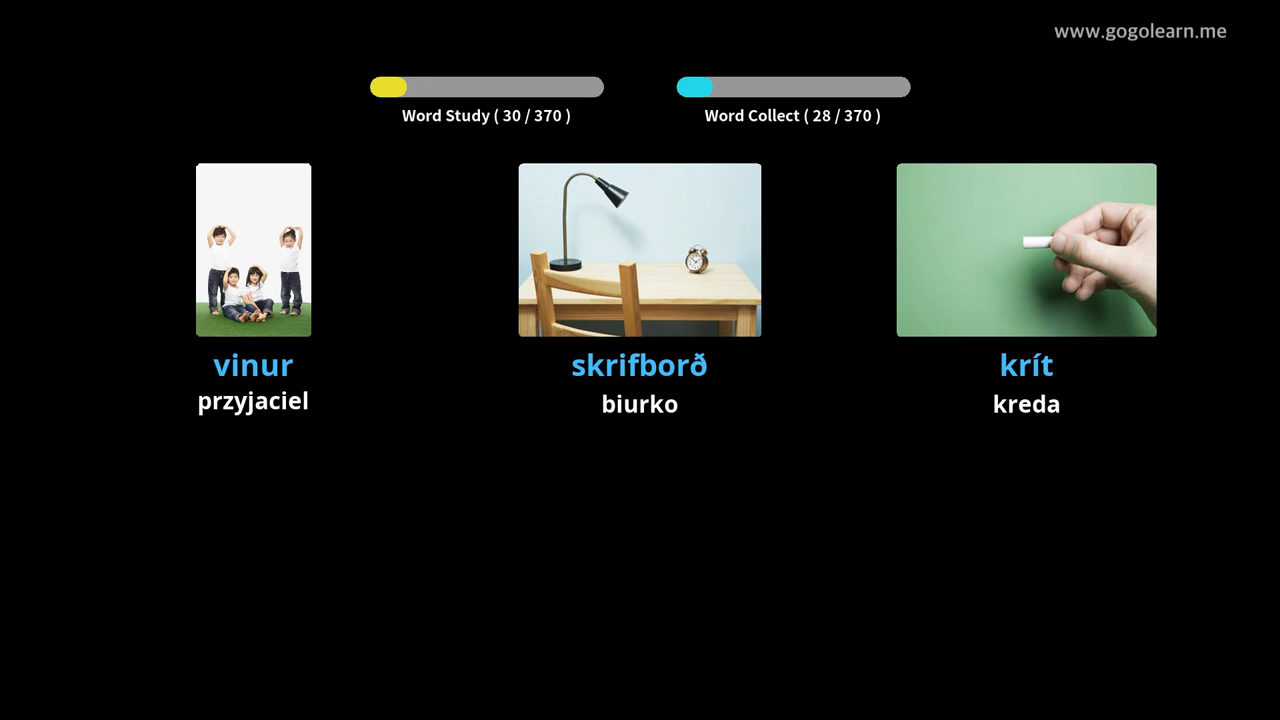 www.gogolearn.me
Word Study ( 30 / 370 )
Word Collect ( 28 / 370 )
vinur
przyjaciel
skrifborð
biurko
krít
kreda